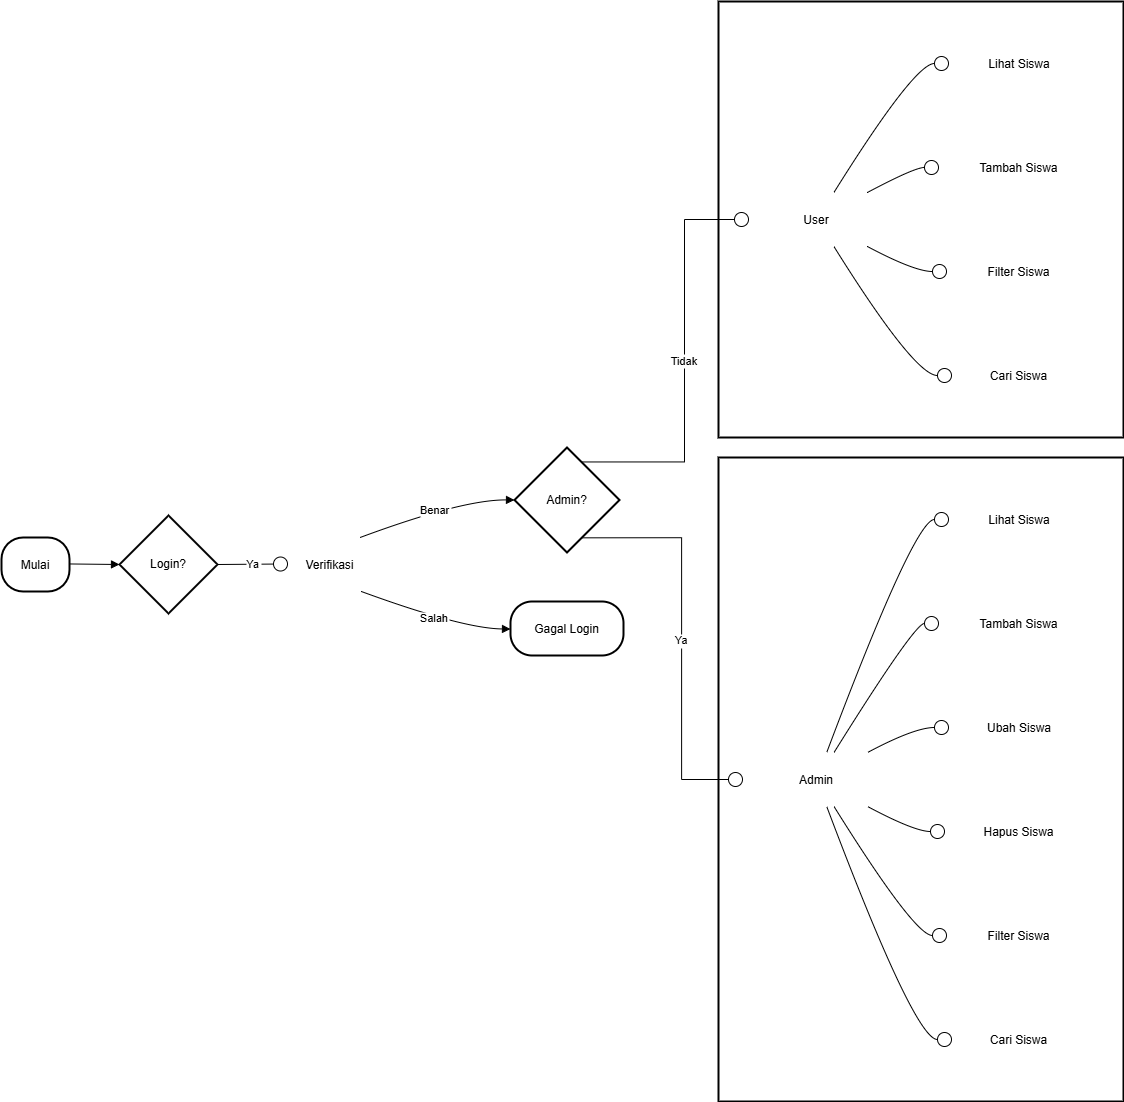 Mulai
Login?
Ya
Verifikasi
Benar
Salah
Admin?
Gagal Login
Tidak
Ya
User
Lihat Siswa
Tambah Siswa
Filter Siswa
Cari Siswa
Admin
Lihat Siswa
Tambah Siswa
Ubah Siswa
Hapus Siswa
Filter Siswa
Cari Siswa